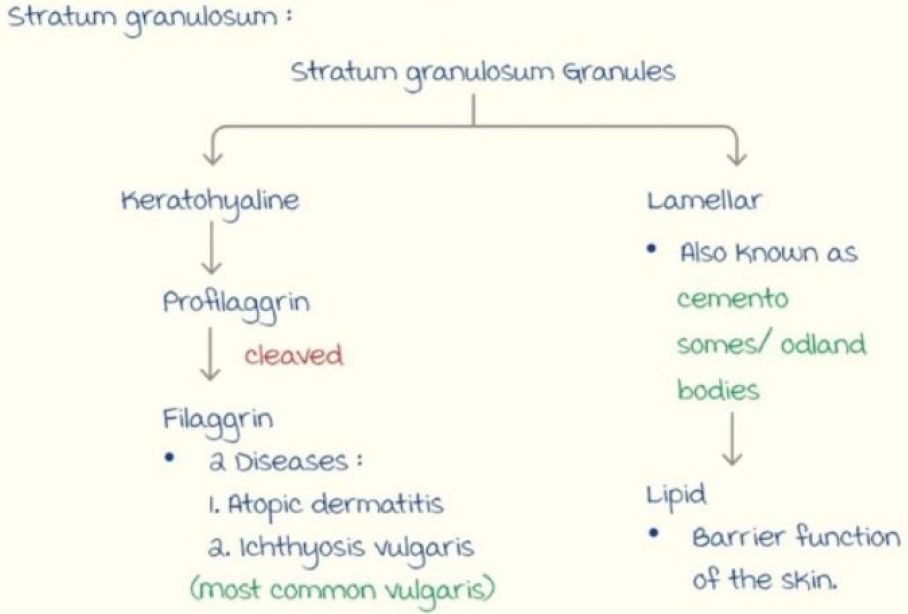 Stratum granulosum :
Stratum granulosum Granules
Keratohyaline
Profilaggrin
cleaved
Filaggrin
• 2 Diseases :
1. Atopic dermatitis
2. Ichthyosis vulgaris
(most common vulgaris)
Lamellar
• Also known as
cemento
somes/ odland
bodies
Lipid
• Barrier function
of the skin.